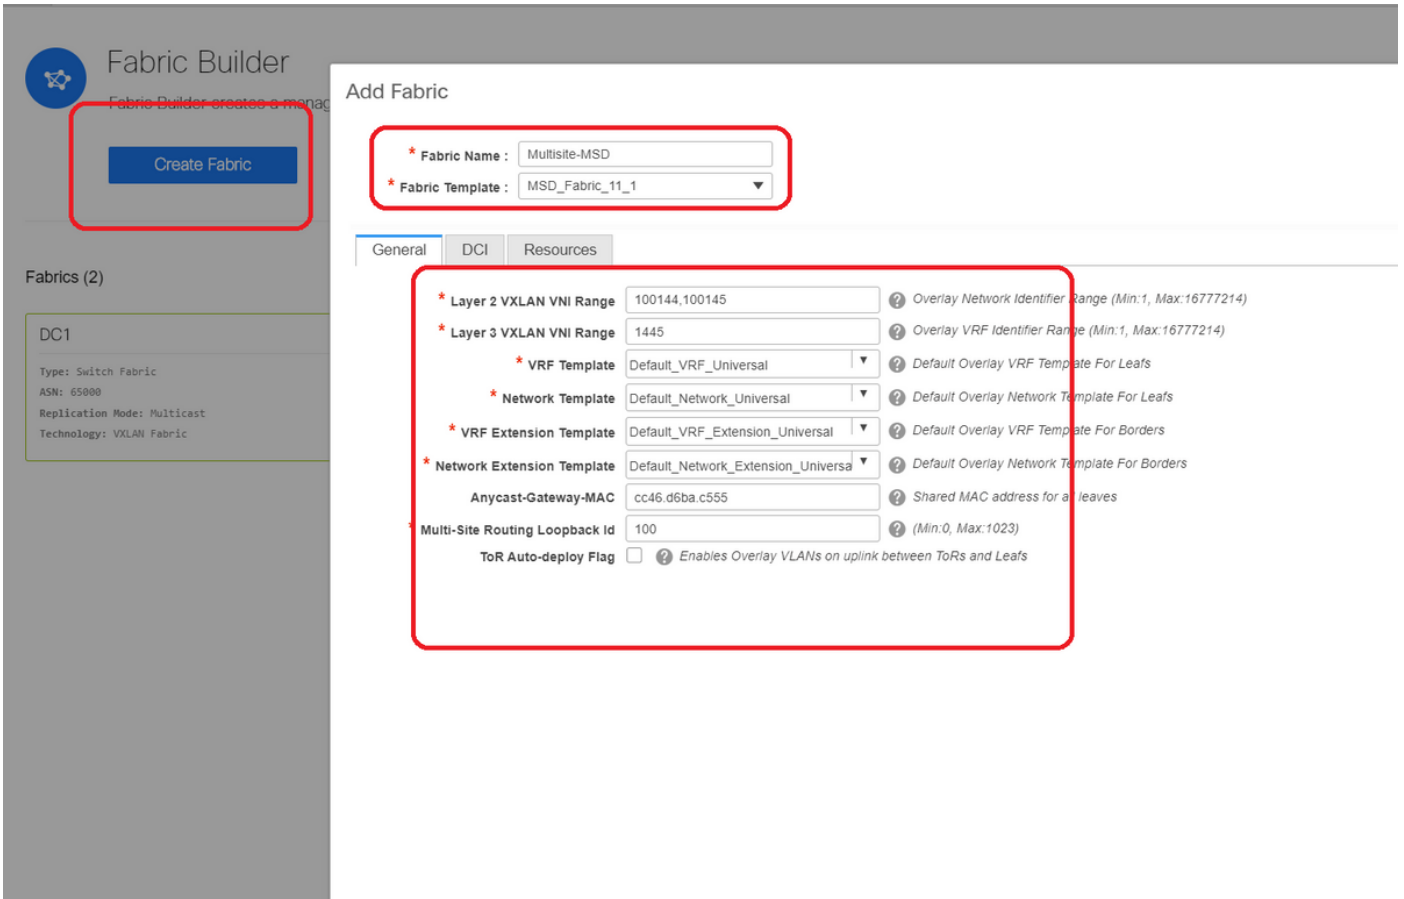 Fabric Builder
Fabric Builder creates a manag
Create Fabric
Fabrics (2)
DC1
Type: Switch Fabric
ASN: 65000
Replication Mode: Multicast
Technology: VXLAN Fabric
Add Fabric
* Fabric Name : Multisite-MSD
* Fabric Template : MSD_Fabric_11_1
General DCI Resources
* Layer 2 VXLAN VNI Range 100144,100145 ? Overlay Network Identifier Range (Min:1, Max:16777214)
* Layer 3 VXLAN VNI Range 1445 ? Overlay VRF Identifier Range (Min:1, Max:16777214)
* VRF Template Default_VRF_Universal ? Default Overlay VRF Template For Leafs
* Network Template Default_Network_Universal ? Default Overlay Network Template For Leafs
* VRF Extension Template Default_VRF_Extension_Universal ? Default Overlay VRF Template For Borders
* Network Extension Template Default_Network_Extension_Universa ? Default Overlay Network Template For Borders
Anycast-Gateway-MAC cc46.d6ba.c555 ? Shared MAC address for all leaves
* Multi-Site Routing Loopback Id 100 ? (Min:0, Max:1023)
ToR Auto-deploy Flag ? Enables Overlay VLANs on uplink between ToRs and Leafs